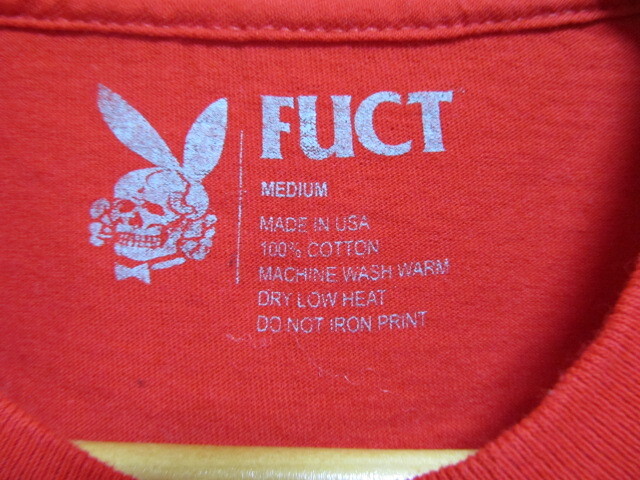 FUCT
MEDIUM
MADE IN USA
100% COTTON
MACHINE WASH WARM
DRY LOW HEAT
DO NOT IRON PRINT